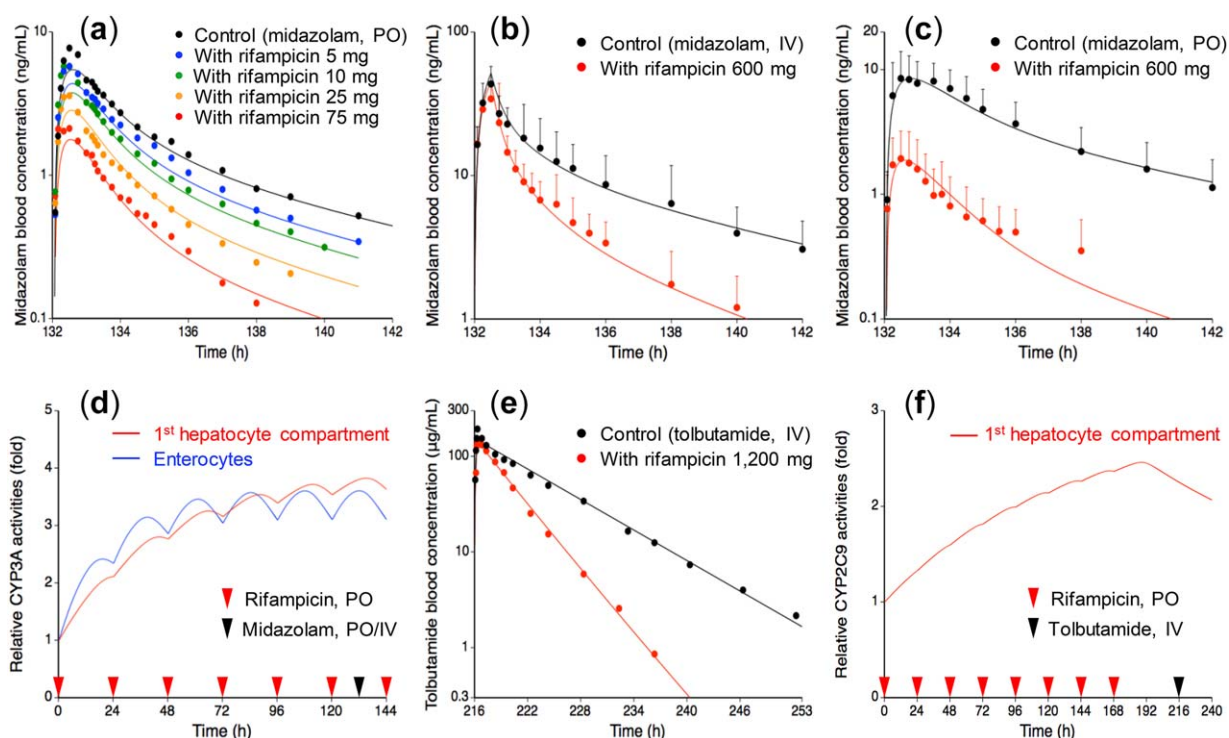 (a)
Control (midazolam, PO)
With rifampicin 5 mg
With rifampicin 10 mg
With rifampicin 25 mg
With rifampicin 75 mg
Midazolam blood concentration (ng/mL)
10
1
0.1
132 134 136 138 140 142
Time (h)
(b)
Control (midazolam, IV)
With rifampicin 600 mg
Midazolam blood concentration (ng/mL)
100
10
1
132 134 136 138 140 142
Time (h)
(c)
Control (midazolam, PO)
With rifampicin 600 mg
Midazolam blood concentration (ng/mL)
20
10
1
0.1
132 134 136 138 140 142
Time (h)
(d)
1st hepatocyte compartment
Enterocytes
Relative CYP3A activities (fold)
5
4
3
2
1
0
Rifampicin, PO
Midazolam, PO/IV
0 24 48 72 96 120 144
Time (h)
(e)
Control (tolbutamide, IV)
With rifampicin 1,200 mg
Tolbutamide blood concentration (μg/mL)
300
100
10
1
0.3
216 222 228 234 240 246 253
Time (h)
(f)
1st hepatocyte compartment
Relative CYP2C9 activities (fold)
3
2
1
0
Rifampicin, PO
Tolbutamide, IV
0 24 48 72 96 120 144 168 192 216 240
Time (h)